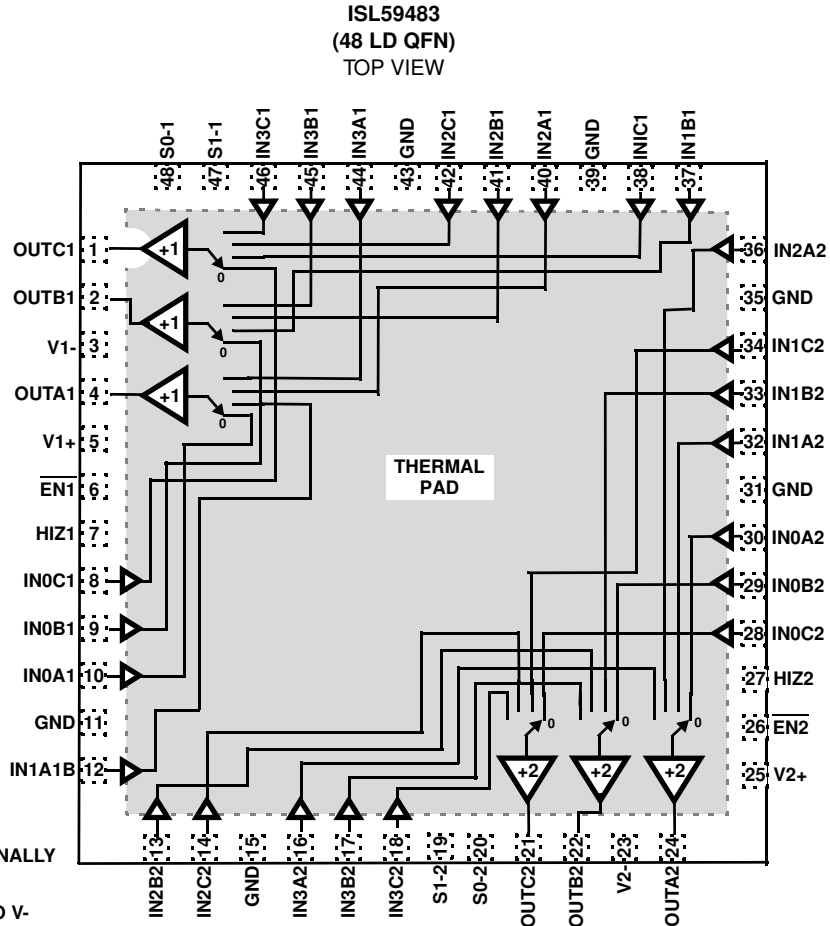 ISL59483
(48 LD QFN)
TOP VIEW
48 S0-1
47 S1-1
46 IN3C1
45 IN3B1
44 IN3A1
43 GND
42 IN2C1
41 IN2B1
40 IN2A1
39 GND
38 INIC1
37 IN1B1
OUTC1 1
OUTB1 2
V1- 3
OUTA1 4
V1+ 5
EN1 6
HIZ1 7
IN0C1 8
IN0B1 9
IN0A1 10
GND 11
IN1A1B 12
+1
0
+1
0
+1
0
THERMAL
PAD
36 IN2A2
35 GND
34 IN1C2
33 IN1B2
32 IN1A2
31 GND
30 IN0A2
29 IN0B2
28 IN0C2
27 HIZ2
26 EN2
25 V2+
0
0
0
+2
+2
+2
IN2B2 13
IN2C2 14
GND 15
IN3A2 16
IN3B2 17
IN3C2 18
S1-2 19
S0-2 20
OUTC2 21
OUTB2 22
V2- 23
OUTA2 24
NALLY
D V-